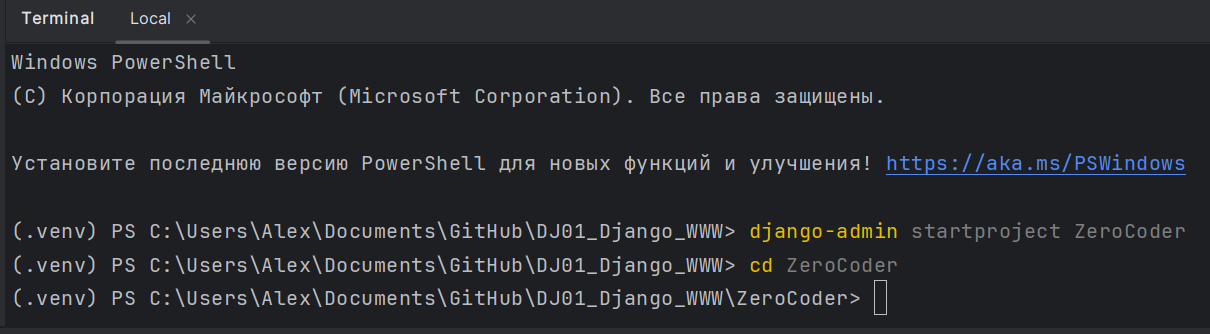 Terminal Local ×
Windows PowerShell
(C) Корпорация Майкрософт (Microsoft Corporation). Все права защищены.
Установите последнюю версию PowerShell для новых функций и улучшения! https://aka.ms/PSWindows
(.venv) PS C:\Users\Alex\Documents\GitHub\DJ01_Django_WWW> django-admin startproject ZeroCoder
(.venv) PS C:\Users\Alex\Documents\GitHub\DJ01_Django_WWW> cd ZeroCoder
(.venv) PS C:\Users\Alex\Documents\GitHub\DJ01_Django_WWW\ZeroCoder>